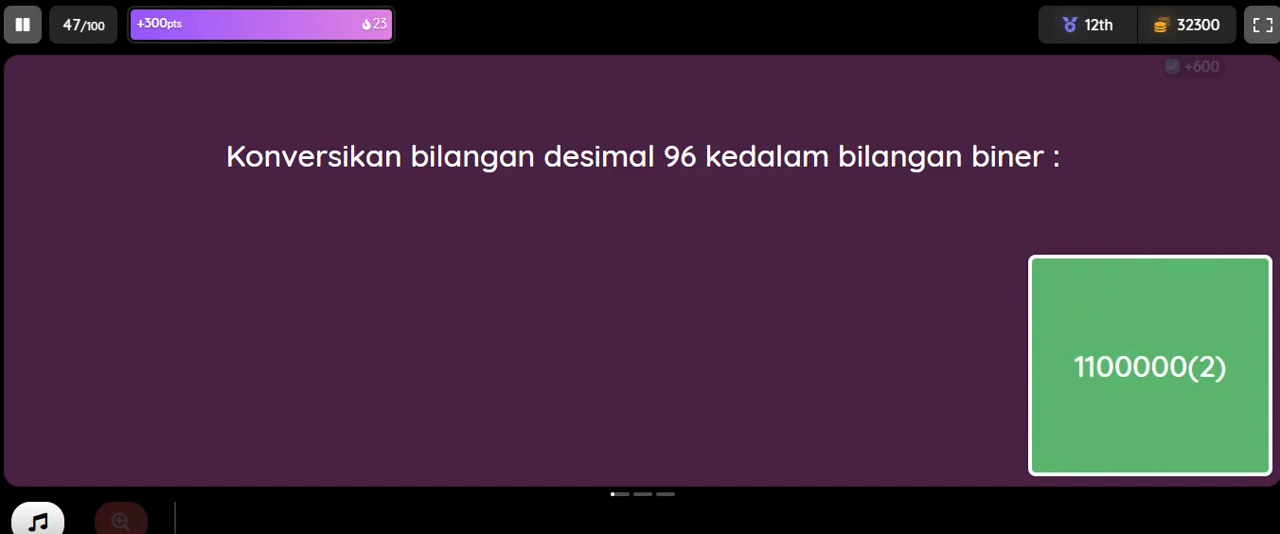 47/100
+300pts
23
12th
32300
+600
Konversikan bilangan desimal 96 kedalam bilangan biner :
1100000(2)